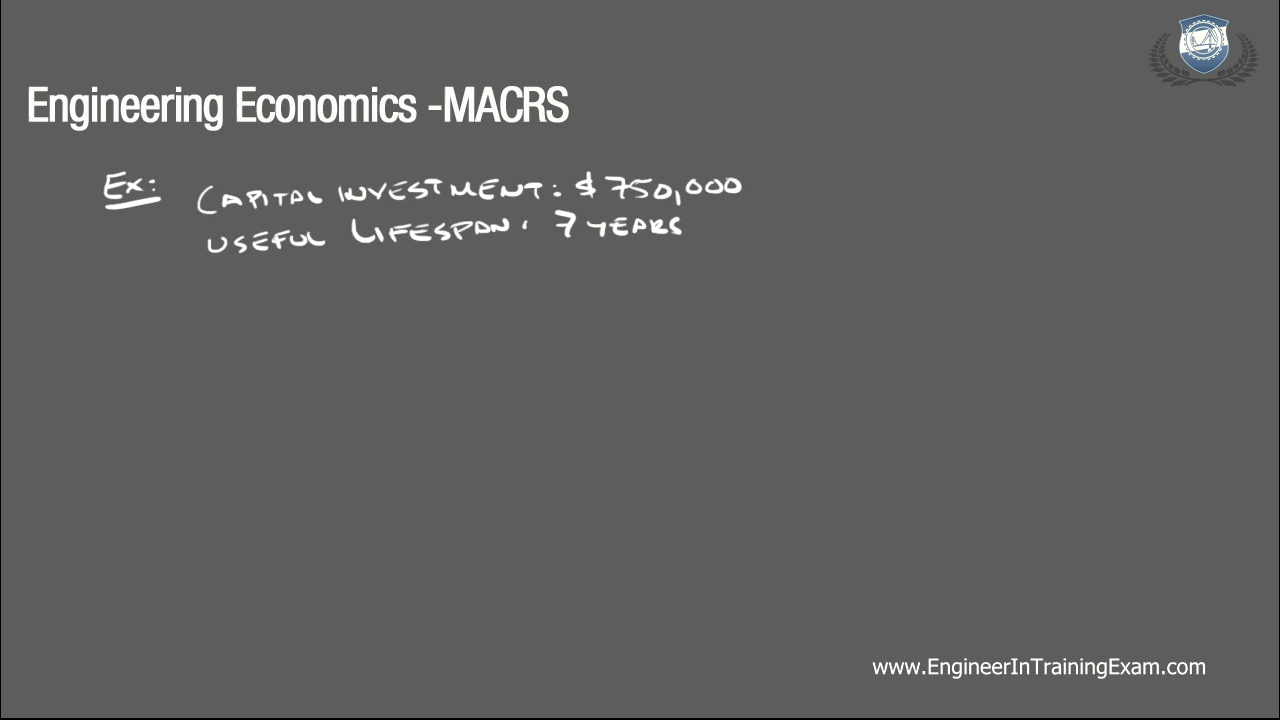 Engineering Economics -MACRS
Ex: CAPITAL INVESTMENT: $750,000
USEFUL LIFESPAN: 7 YEARS
www.EngineerInTrainingExam.com